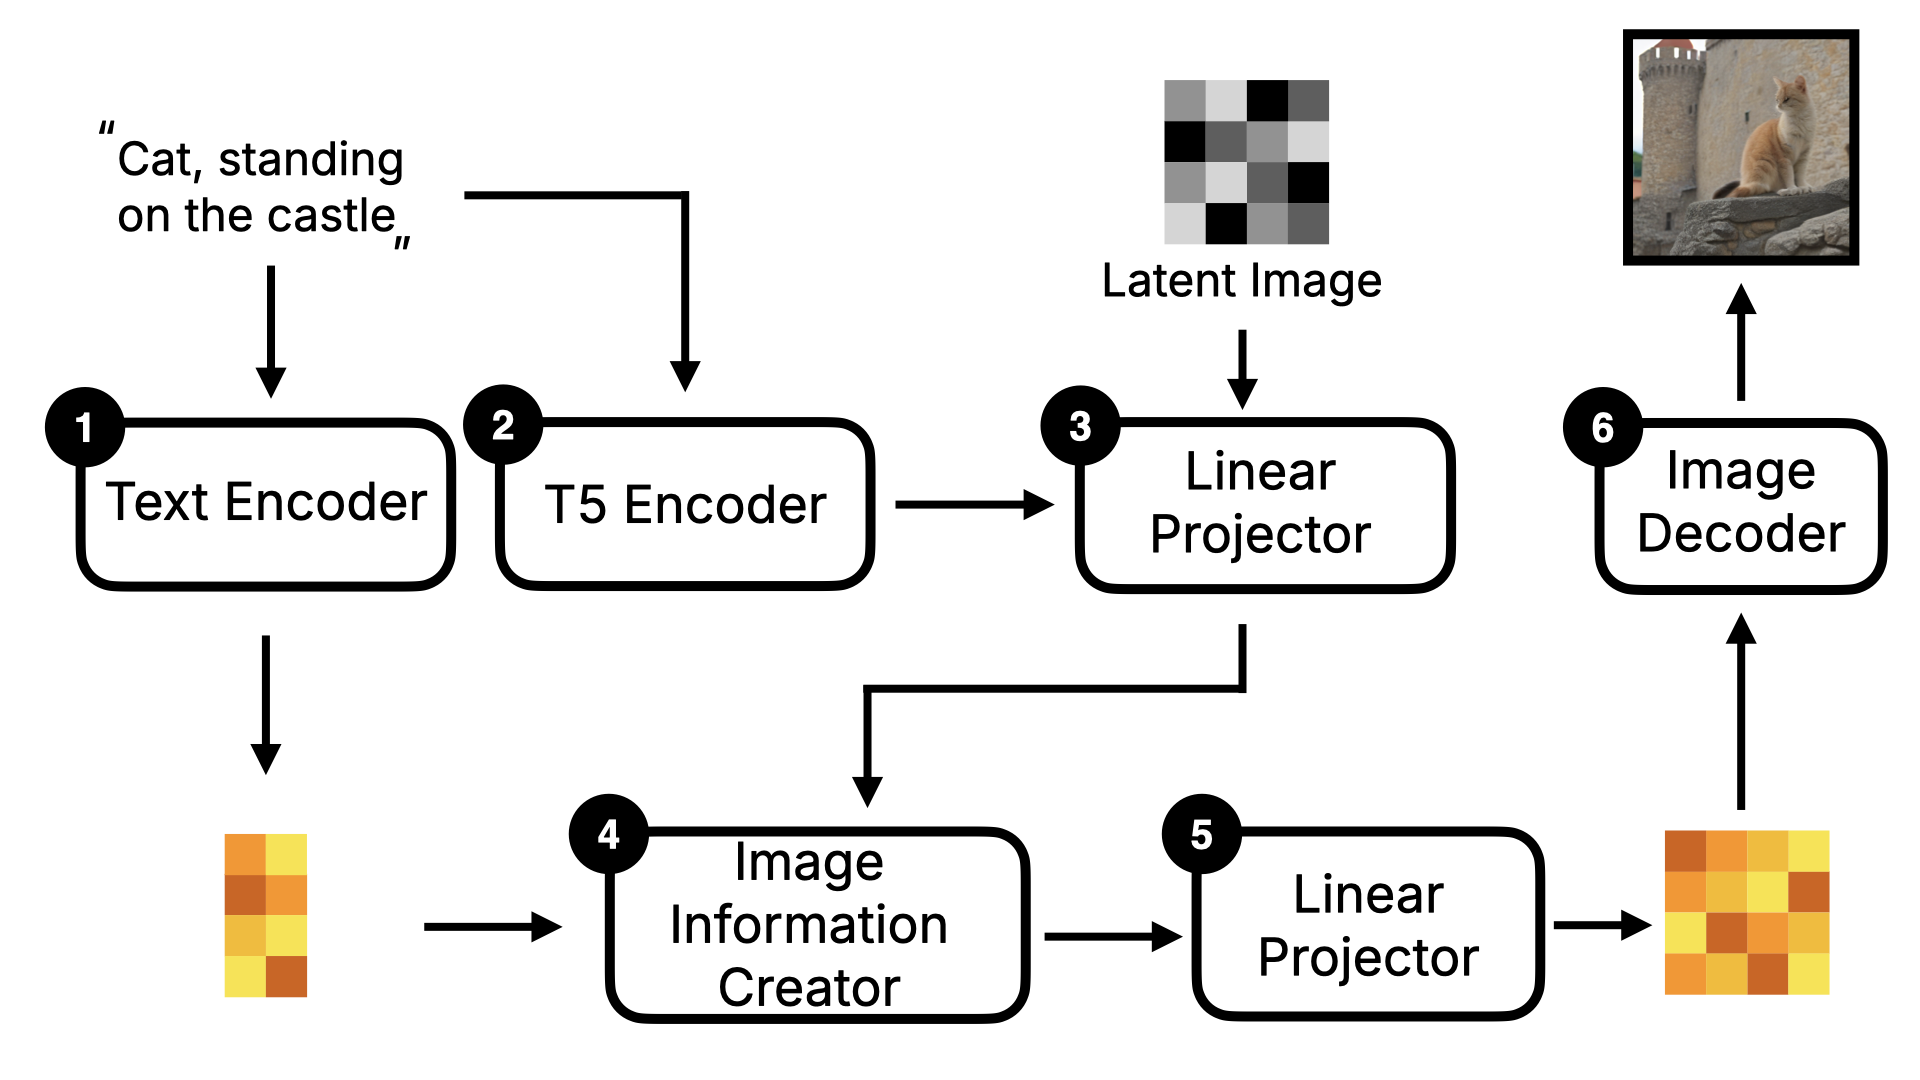 “Cat, standing
on the castle”
Latent Image
1
Text Encoder
2
T5 Encoder
3
Linear
Projector
6
Image
Decoder
4
Image
Information
Creator
5
Linear
Projector